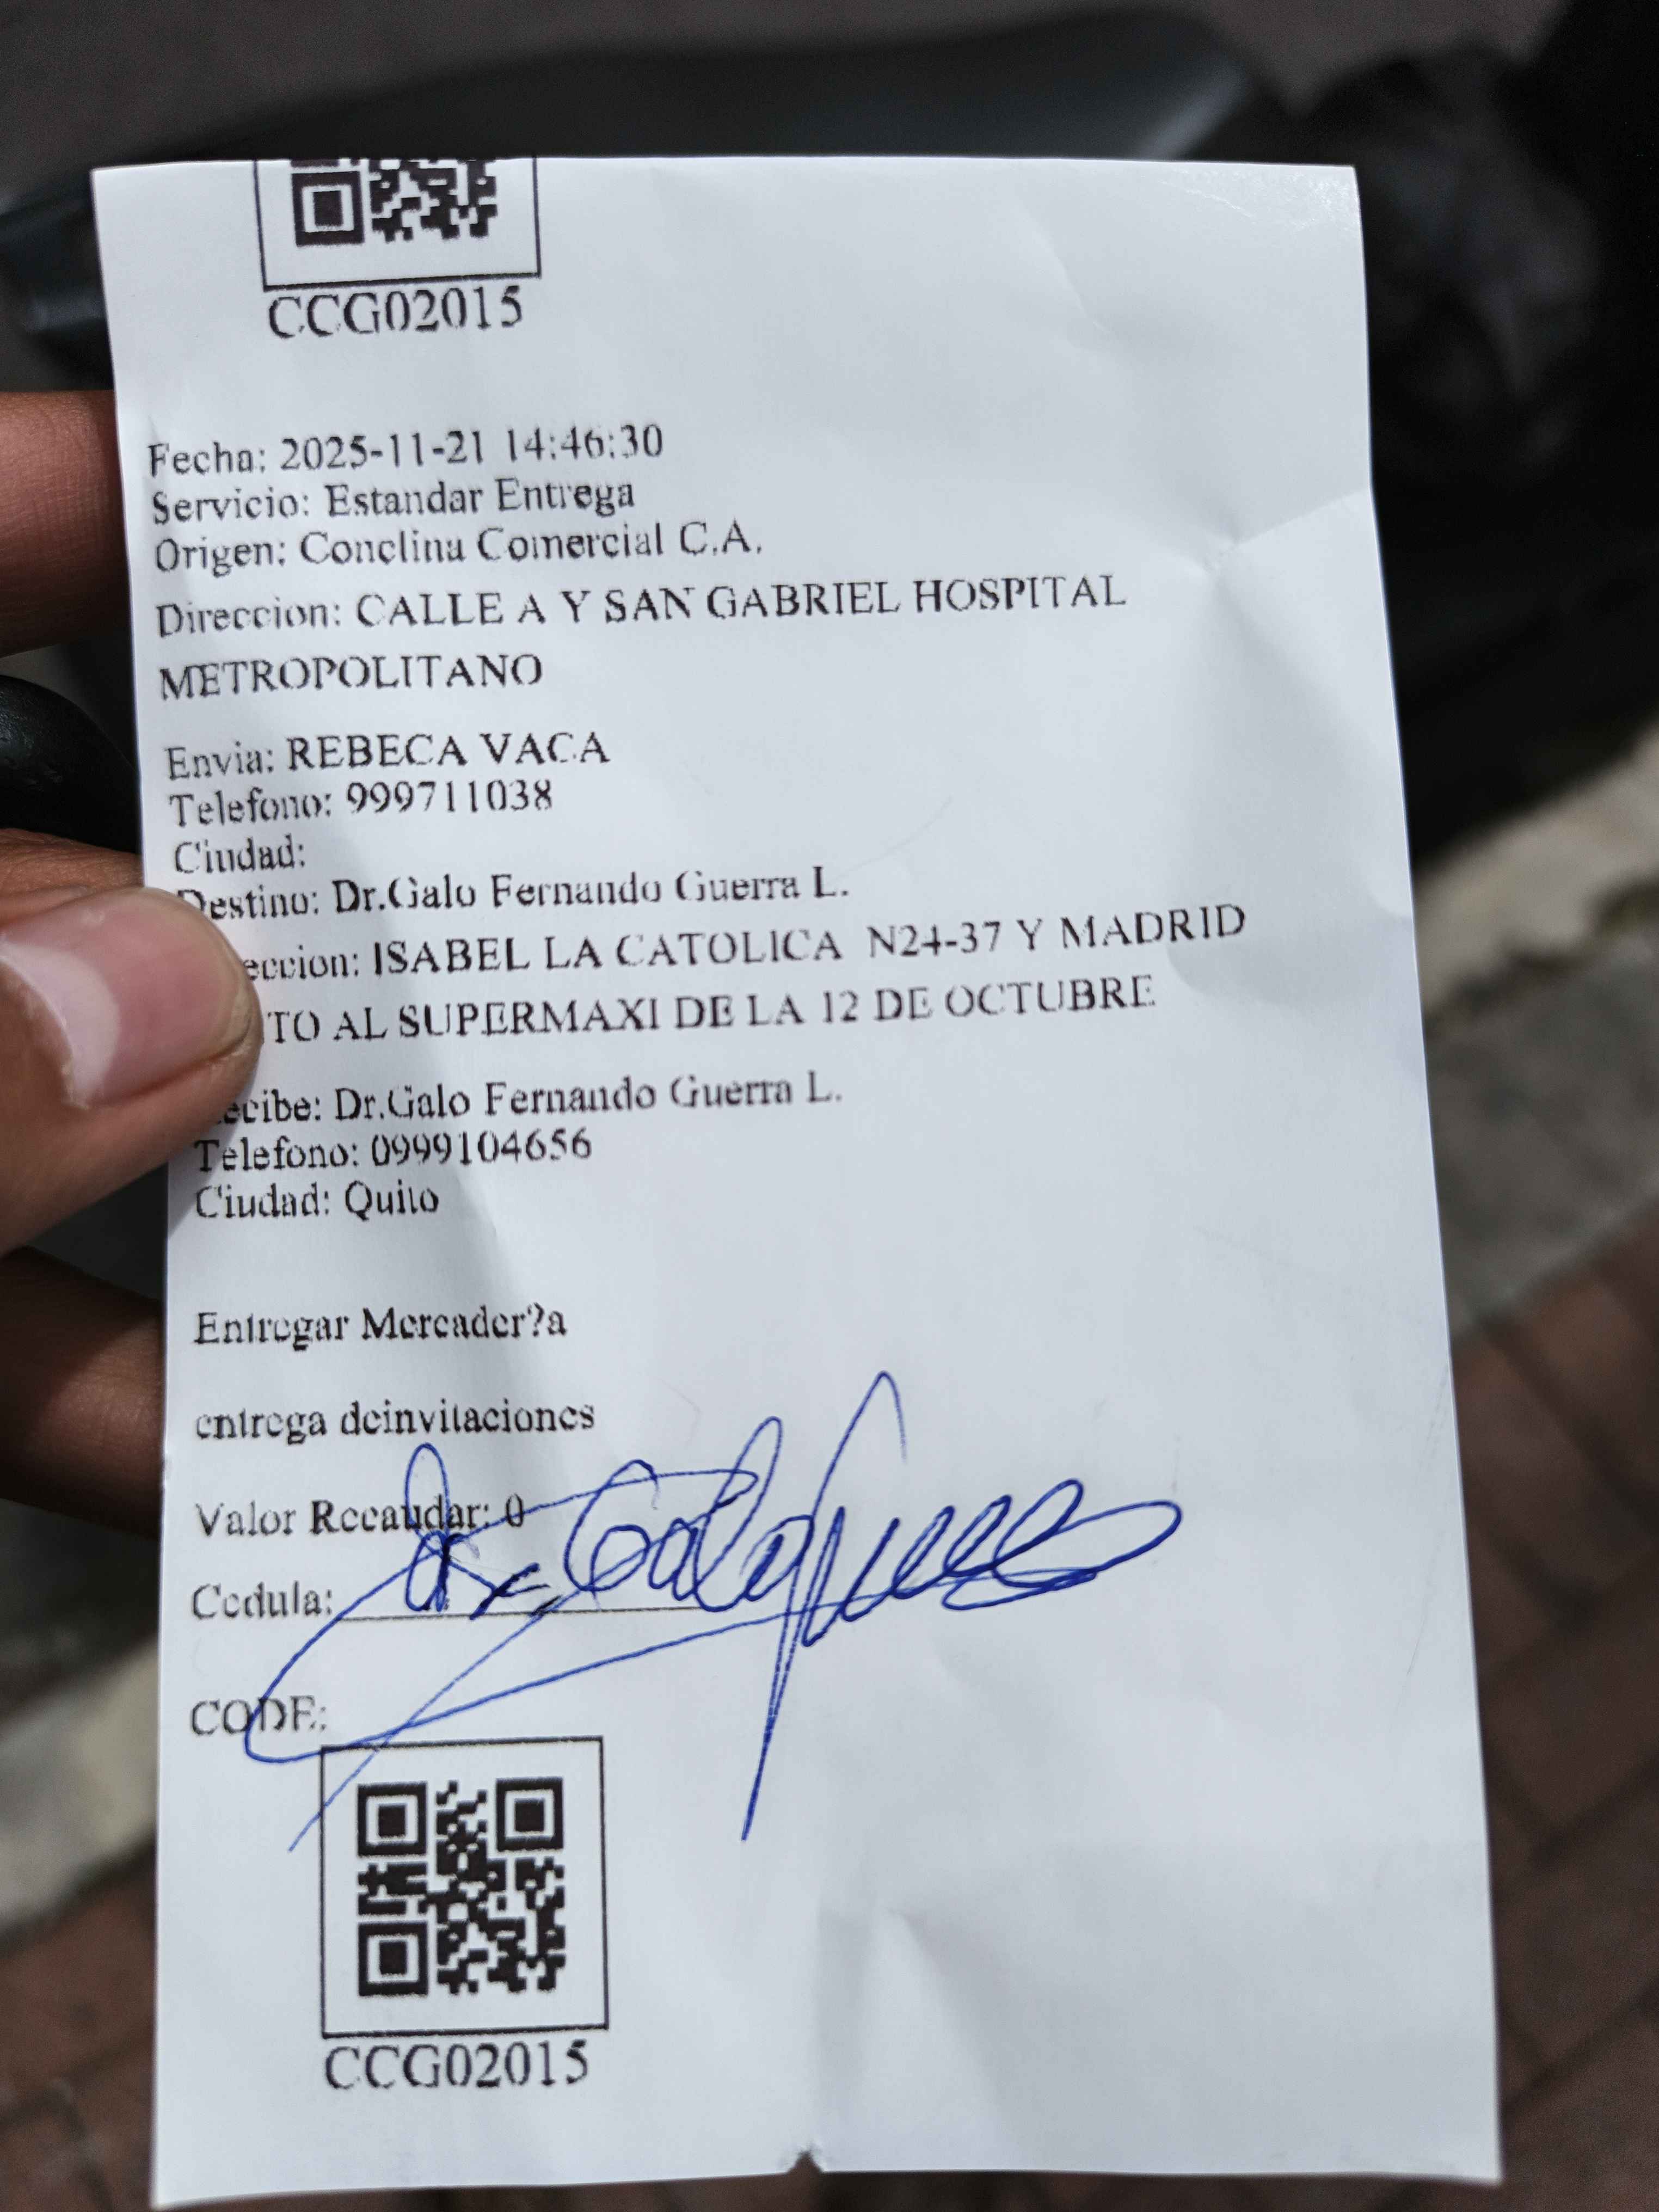 CCG02015
Fecha: 2025-11-21 14:46:30
Servicio: Estandar Entrega
Origen: Conclina Comercial C.A.
Direccion: CALLE A Y SAN GABRIEL HOSPITAL
METROPOLITANO
Envia: REBECA VACA
Telefono: 999711038
Ciudad:
Destino: Dr.Galo Fernando Guerra L.
eccion: ISABEL LA CATOLICA N24-37 Y MADRID
TO AL SUPERMAXI DE LA 12 DE OCTUBRE
ecibe: Dr.Galo Fernando Guerra L.
Telefono: 0999104656
Ciudad: Quito
Entregar Mercader?a
entrega deinvitaciones
Valor Recaudar: 0
Cedula:
CODE:
CCG02015